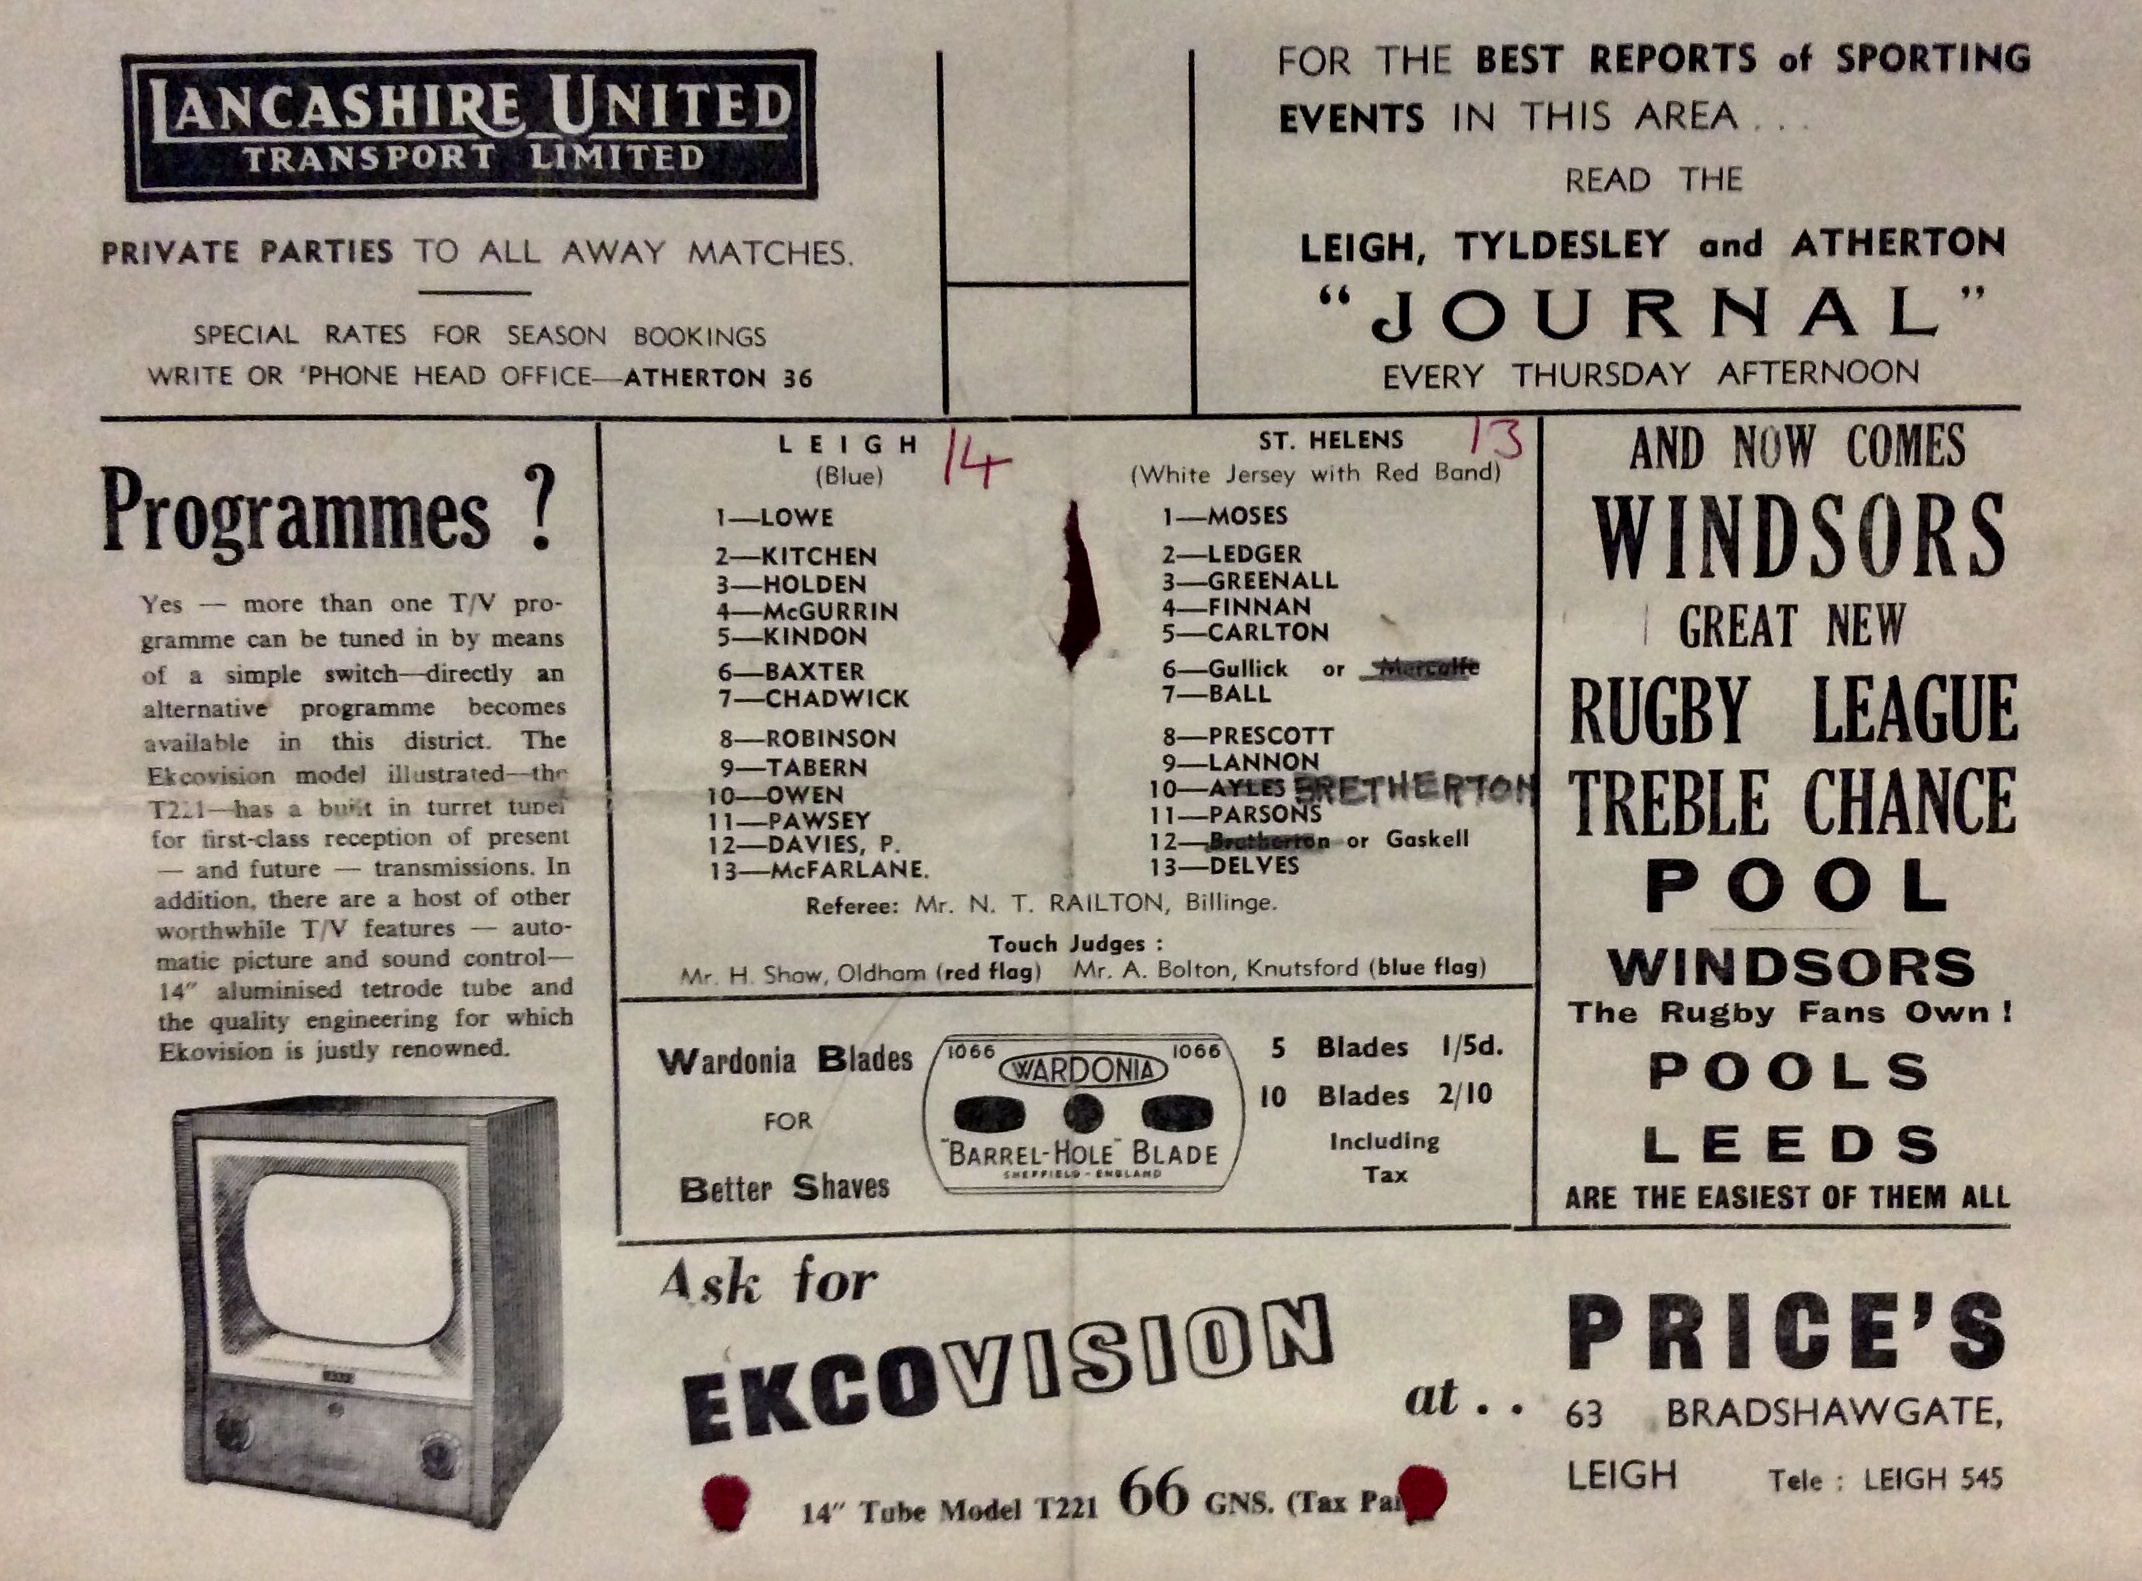 LANCASHIRE UNITED
TRANSPORT LIMITED
PRIVATE PARTIES TO ALL AWAY MATCHES.
SPECIAL RATES FOR SEASON BOOKINGS
WRITE OR 'PHONE HEAD OFFICE—ATHERTON 36
FOR THE BEST REPORTS of SPORTING
EVENTS IN THIS AREA . . .
READ THE
LEIGH, TYLDESLEY and ATHERTON
"JOURNAL"
EVERY THURSDAY AFTERNOON
Programmes ?
Yes — more than one T/V pro-
gramme can be tuned in by means
of a simple switch—directly an
alternative programme becomes
available in this district. The
Ekcovision model illustrated—the
T221—has a built in turret tuner
for first-class reception of present
— and future — transmissions. In
addition, there are a host of other
worthwhile T/V features — auto-
matic picture and sound control—
14″ aluminised tetrode tube and
the quality engineering for which
Ekovision is justly renowned.
LEIGH 14
(Blue)
1—LOWE
2—KITCHEN
3—HOLDEN
4—McGURRIN
5—KINDON
6—BAXTER
7—CHADWICK
8—ROBINSON
9—TABERN
10—OWEN
11—PAWSEY
12—DAVIES, P.
13—McFARLANE.
ST. HELENS 13
(White Jersey with Red Band)
1—MOSES
2—LEDGER
3—GREENALL
4—FINNAN
5—CARLTON
6—Gullick or Metcalfe
7—BALL
8—PRESCOTT
9—LANNON
10—AYLES BRETHERTON
11—PARSONS
12—Bretherton or Gaskell
13—DELVES
Referee: Mr. N. T. RAILTON, Billinge.
Touch Judges :
Mr. H. Shaw, Oldham (red flag) Mr. A. Bolton, Knutsford (blue flag)
Wardonia Blades
FOR
Better Shaves
1066 1066
WARDONIA
"BARREL-HOLE" BLADE
SHEFFIELD - ENGLAND
5 Blades 1/5d.
10 Blades 2/10
Including
Tax
AND NOW COMES
WINDSORS
GREAT NEW
RUGBY LEAGUE
TREBLE CHANCE
POOL
WINDSORS
The Rugby Fans Own !
POOLS
LEEDS
ARE THE EASIEST OF THEM ALL
Ask for
EKCOVISION
at . .
14″ Tube Model T221 66 GNS. (Tax
PRICE'S
63 BRADSHAWGATE,
LEIGH Tele : LEIGH 545